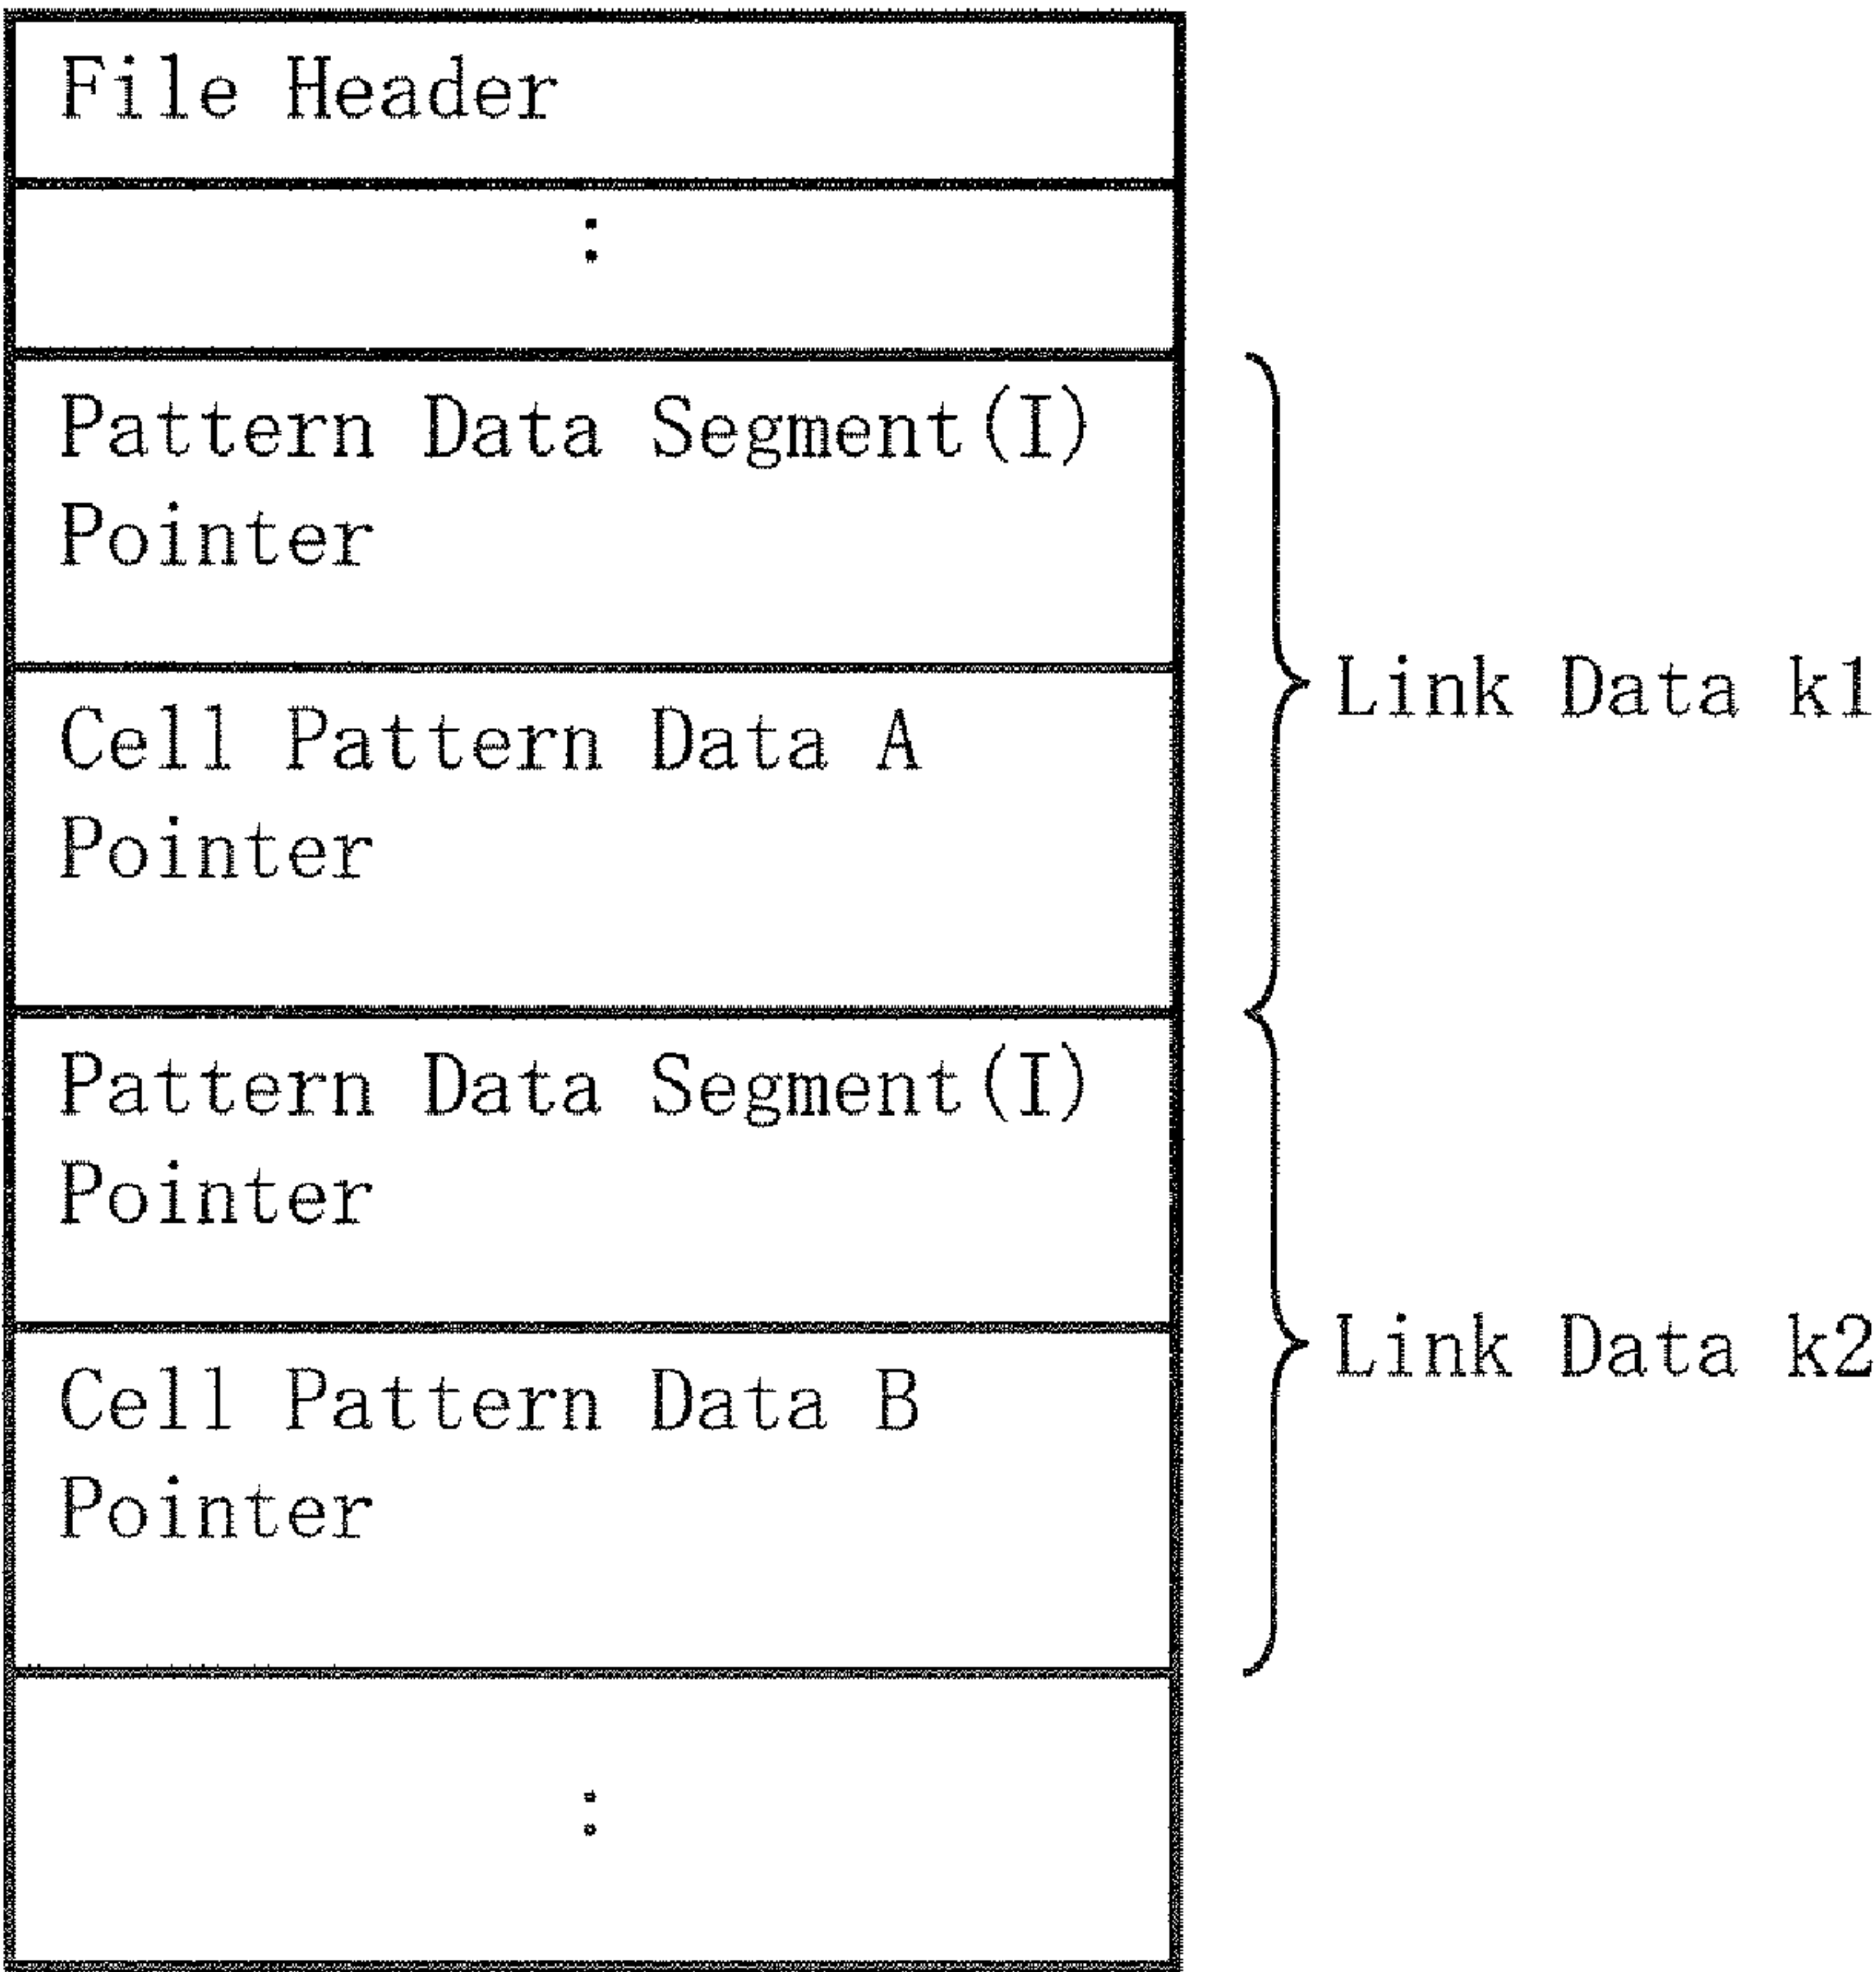 File Header
:
Pattern Data Segment(I)
Pointer
Link Data k1
Cell Pattern Data A
Pointer
Pattern Data Segment(I)
Pointer
Link Data k2
Cell Pattern Data B
Pointer
: